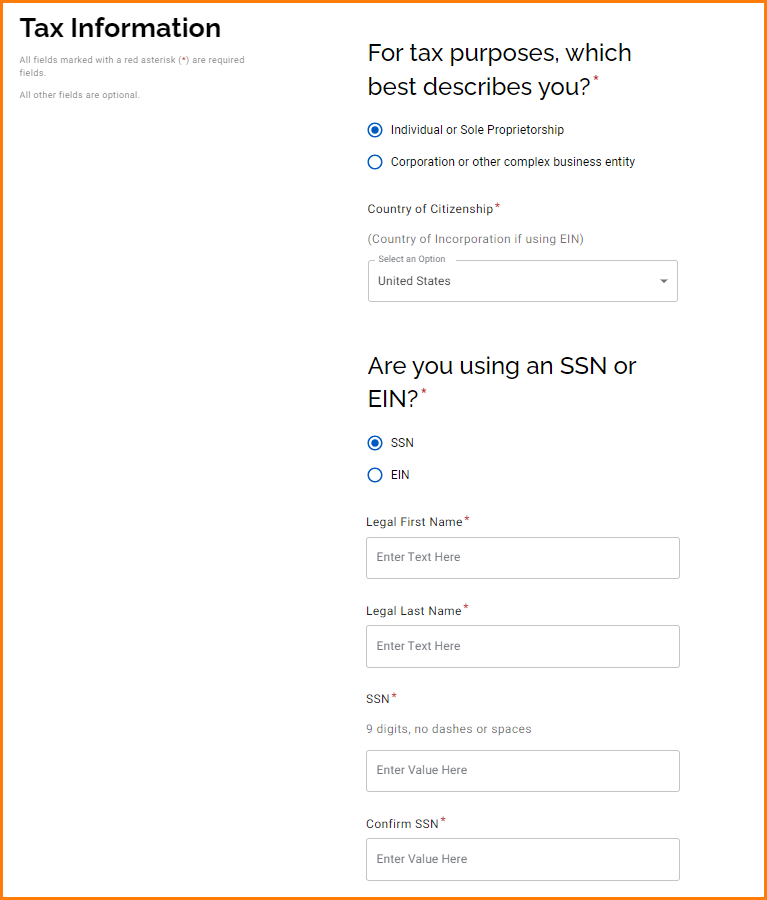 Tax Information
All fields marked with a red asterisk (*) are required
fields.
All other fields are optional.
For tax purposes, which
best describes you?*
Individual or Sole Proprietorship
Corporation or other complex business entity
Country of Citizenship*
(Country of Incorporation if using EIN)
Select an Option
United States
Are you using an SSN or
EIN?*
SSN
EIN
Legal First Name*
Enter Text Here
Legal Last Name*
Enter Text Here
SSN*
9 digits, no dashes or spaces
Enter Value Here
Confirm SSN*
Enter Value Here